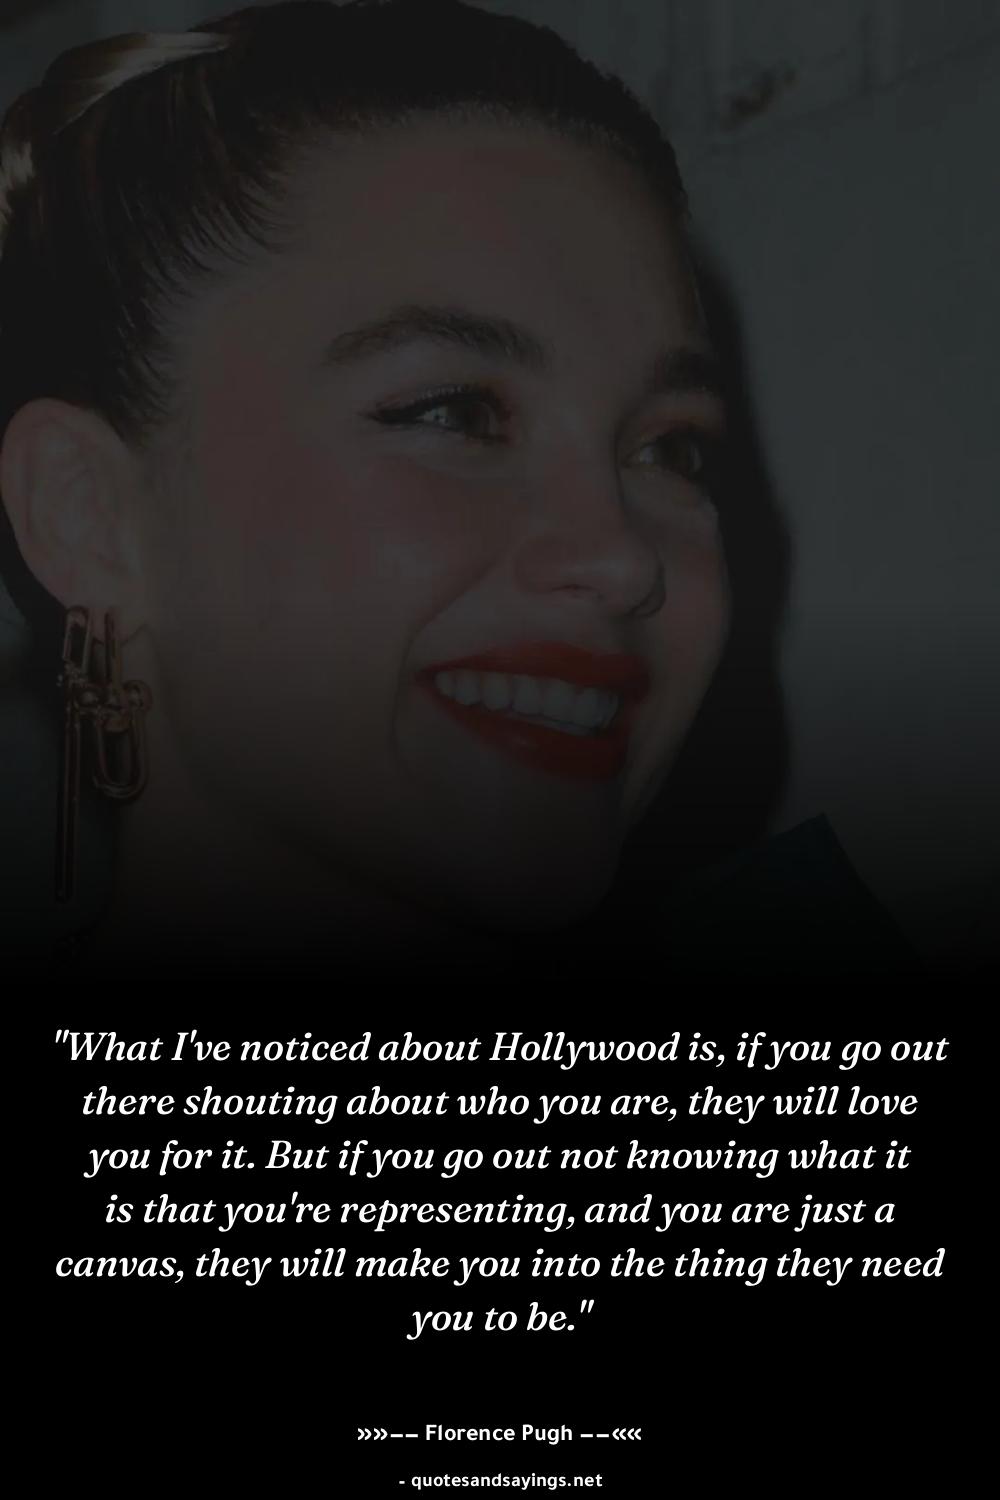 "What I've noticed about Hollywood is, if you go out
there shouting about who you are, they will love
you for it. But if you go out not knowing what it
is that you're representing, and you are just a
canvas, they will make you into the thing they need
you to be."
»»–– Florence Pugh ––««
- quotesandsayings.net